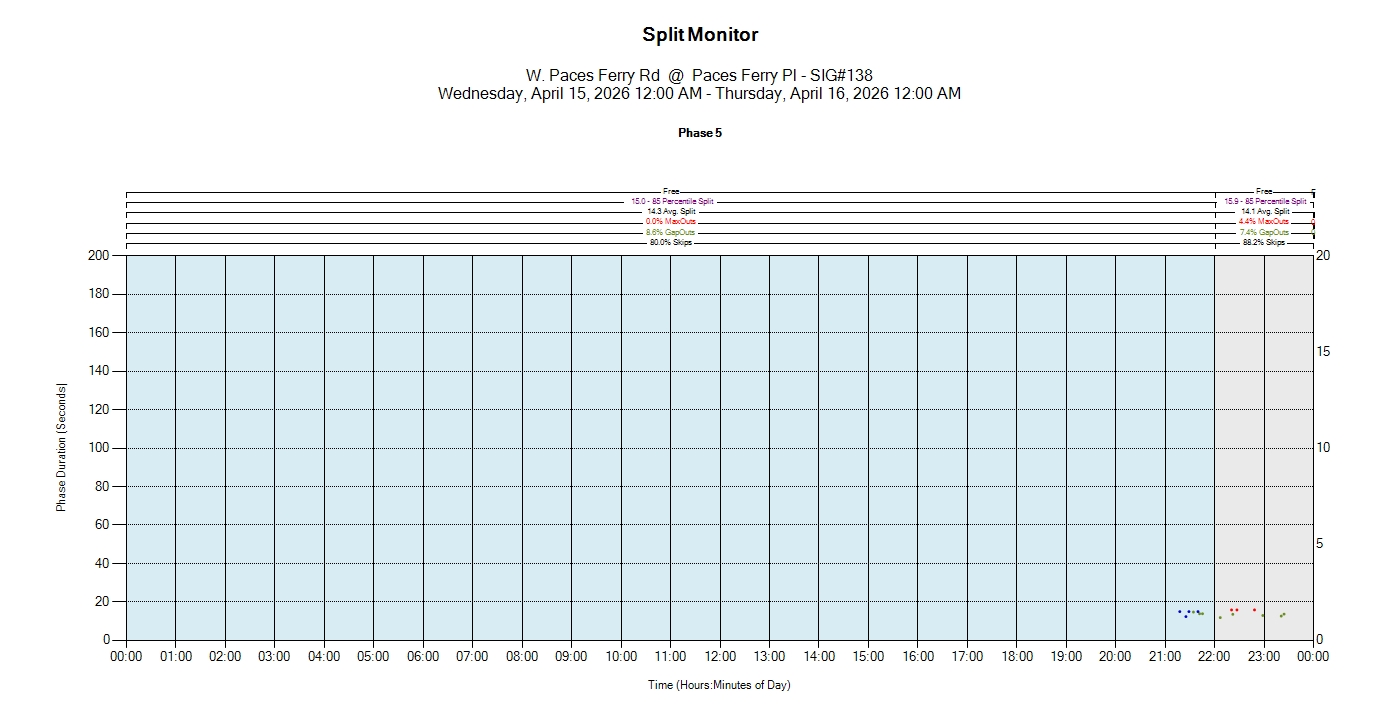 Split Monitor
W. Paces Ferry Rd @ Paces Ferry Pl - SIG#138
Wednesday, April 15, 2026 12:00 AM - Thursday, April 16, 2026 12:00 AM
Phase 5
Free Free
15.0 - 85 Percentile Split 15.9 - 85 Percentile Split
14.3 Avg. Split 14.1 Avg. Split
0.0% MaxOuts 4.4% MaxOuts
8.6% GapOuts 7.4% GapOuts
80.0% Skips 88.2% Skips
200 20
180
160
15
140
120
100 10
80
60
5
40
20
0 0
Phase Duration (Seconds)
00:00 01:00 02:00 03:00 04:00 05:00 06:00 07:00 08:00 09:00 10:00 11:00 12:00 13:00 14:00 15:00 16:00 17:00 18:00 19:00 20:00 21:00 22:00 23:00 00:00
Time (Hours:Minutes of Day)